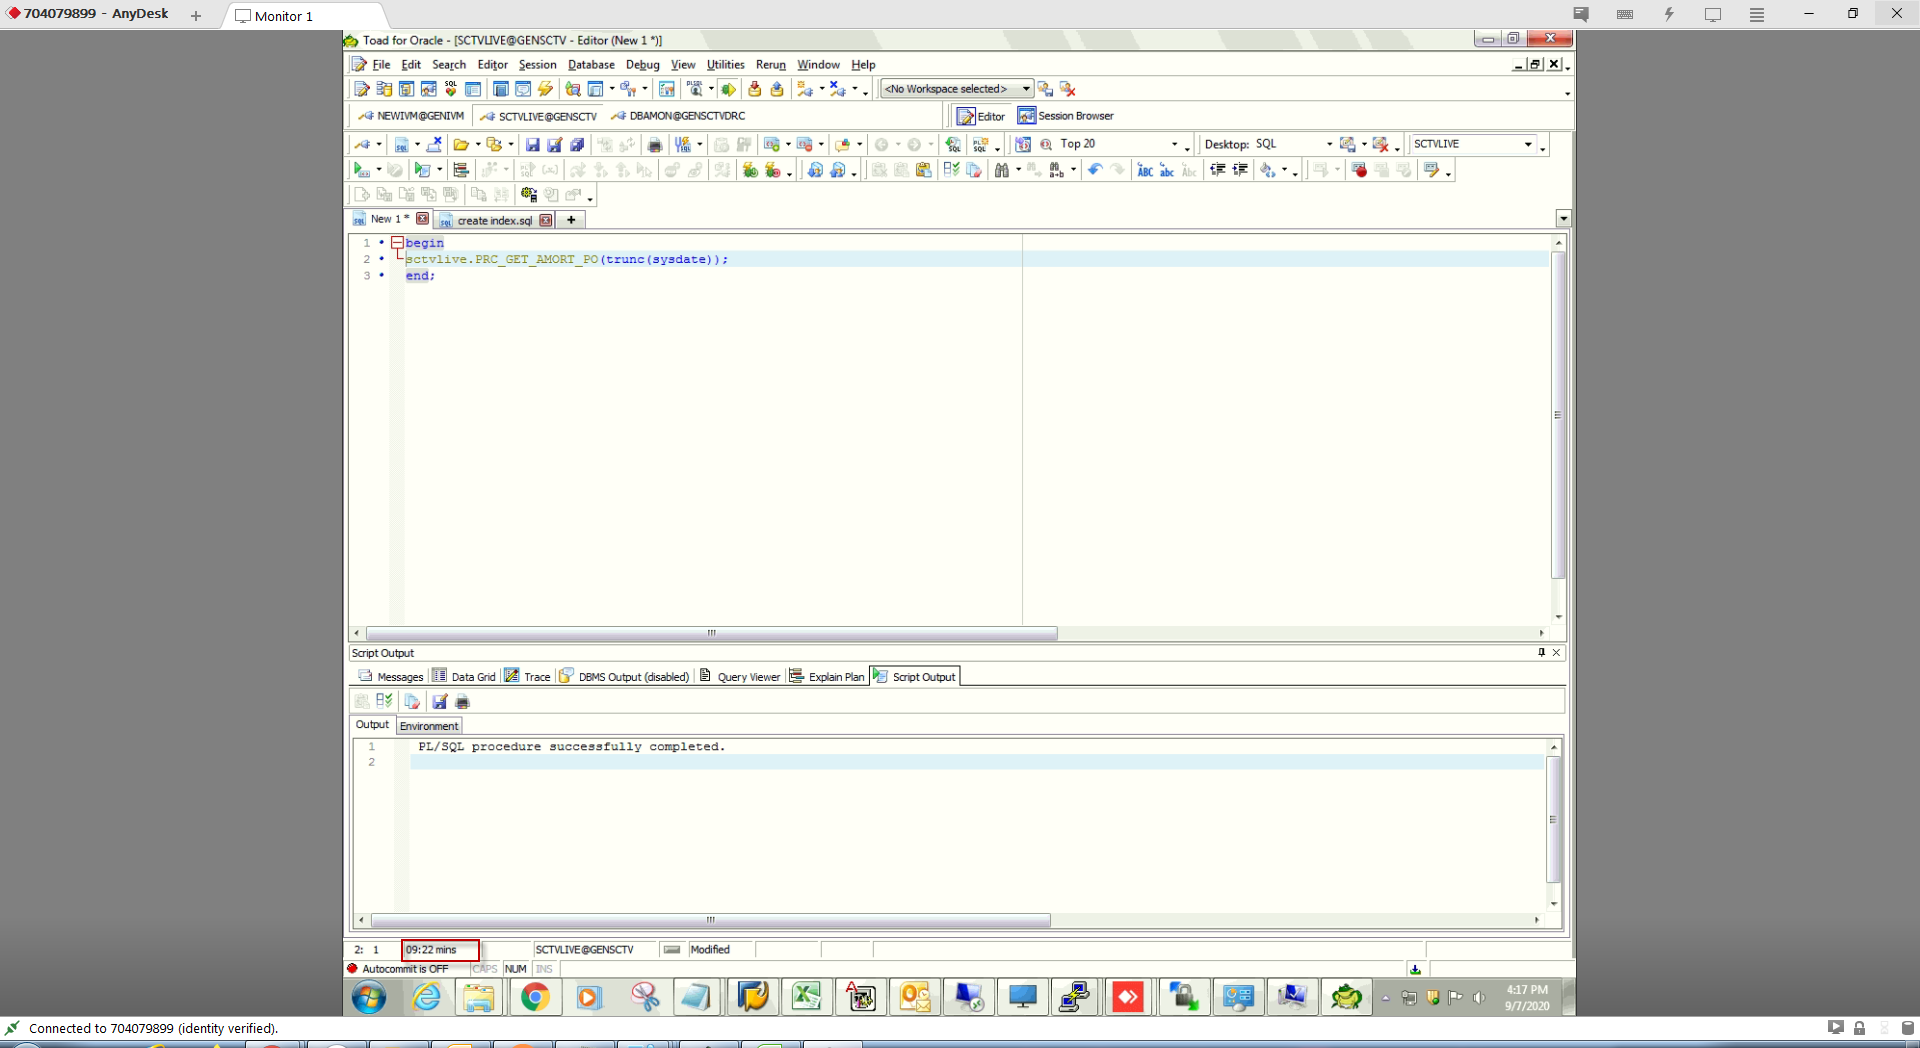 704079899 - AnyDesk
Monitor 1
Toad for Oracle - [SCTVLIVE@GENSCTV - Editor (New 1 *)]
File Edit Search Editor Session Database Debug View Utilities Rerun Window Help
<No Workspace selected>
NEWIVM@GENIVM SCTVLIVE@GENSCTV DBAMON@GENSCTVDRC Editor Session Browser
Top 20 Desktop: SQL SCTVLIVE
New 1 * create index.sql
1 begin
2 sctvlive.PRC_GET_AMORT_PO(trunc(sysdate));
3 end;
Script Output
Messages Data Grid Trace DBMS Output (disabled) Query Viewer Explain Plan Script Output
Output Environment
1 PL/SQL procedure successfully completed.
2
2: 1 09:22 mins SCTVLIVE@GENSCTV Modified
Autocommit is OFF CAPS NUM INS
4:17 PM
9/7/2020
Connected to 704079899 (identity verified).